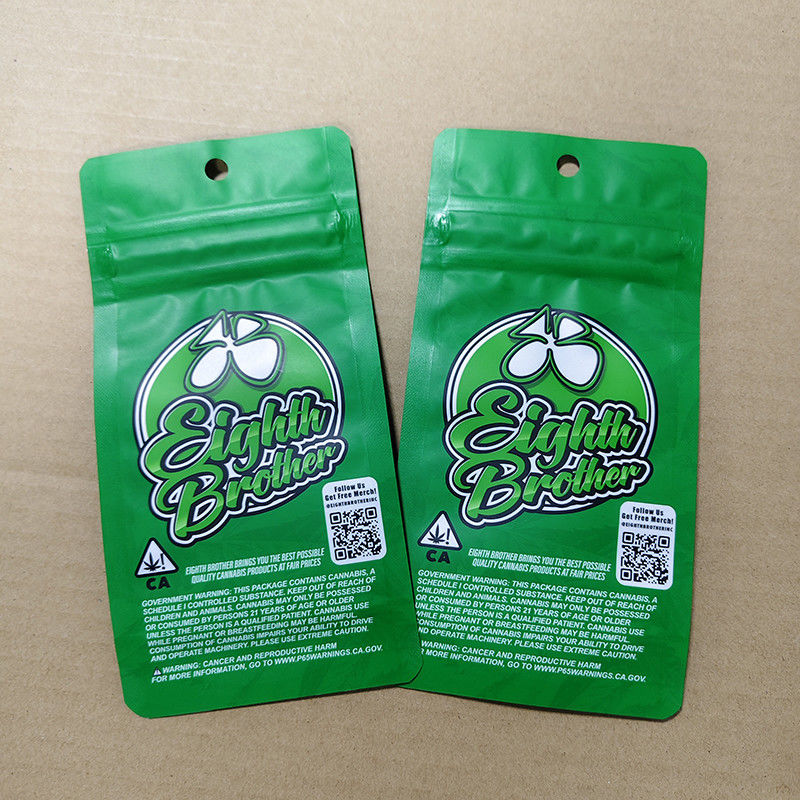 Eighth
Brother
Follow Us
Get Free Merch!
@EIGHTHBROTHERINC
CA
EIGHTH BROTHER BRINGS YOU THE BEST POSSIBLE
QUALITY CANNABIS PRODUCTS AT FAIR PRICES
GOVERNMENT WARNING: THIS PACKAGE CONTAINS CANNABIS, A
SCHEDULE I CONTROLLED SUBSTANCE. KEEP OUT OF REACH OF
CHILDREN AND ANIMALS. CANNABIS MAY ONLY BE POSSESSED
OR CONSUMED BY PERSONS 21 YEARS OF AGE OR OLDER
UNLESS THE PERSON IS A QUALIFIED PATIENT. CANNABIS USE
WHILE PREGNANT OR BREASTFEEDING MAY BE HARMFUL.
CONSUMPTION OF CANNABIS IMPAIRS YOUR ABILITY TO DRIVE
AND OPERATE MACHINERY. PLEASE USE EXTREME CAUTION.
WARNING: CANCER AND REPRODUCTIVE HARM
FOR MORE INFORMATION, GO TO WWW.P65WARNINGS.CA.GOV.
Eighth
Brother
Follow Us
Get Free Merch!
@EIGHTHBROTHERINC
CA
EIGHTH BROTHER BRINGS YOU THE BEST POSSIBLE
QUALITY CANNABIS PRODUCTS AT FAIR PRICES
GOVERNMENT WARNING: THIS PACKAGE CONTAINS CANNABIS, A
SCHEDULE I CONTROLLED SUBSTANCE. KEEP OUT OF REACH OF
CHILDREN AND ANIMALS. CANNABIS MAY ONLY BE POSSESSED
OR CONSUMED BY PERSONS 21 YEARS OF AGE OR OLDER
UNLESS THE PERSON IS A QUALIFIED PATIENT. CANNABIS USE
WHILE PREGNANT OR BREASTFEEDING MAY BE HARMFUL.
CONSUMPTION OF CANNABIS IMPAIRS YOUR ABILITY TO DRIVE
AND OPERATE MACHINERY. PLEASE USE EXTREME CAUTION.
WARNING: CANCER AND REPRODUCTIVE HARM
FOR MORE INFORMATION, GO TO WWW.P65WARNINGS.CA.GOV.